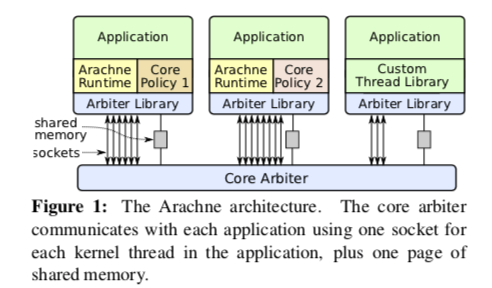 Application Application Application
Arachne Runtime Core Policy 1 Arachne Runtime Core Policy 2 Custom Thread Library
Arbiter Library Arbiter Library Arbiter Library
shared
memory
sockets
Core Arbiter
Figure 1: The Arachne architecture. The core arbiter
communicates with each application using one socket for
each kernel thread in the application, plus one page of
shared memory.